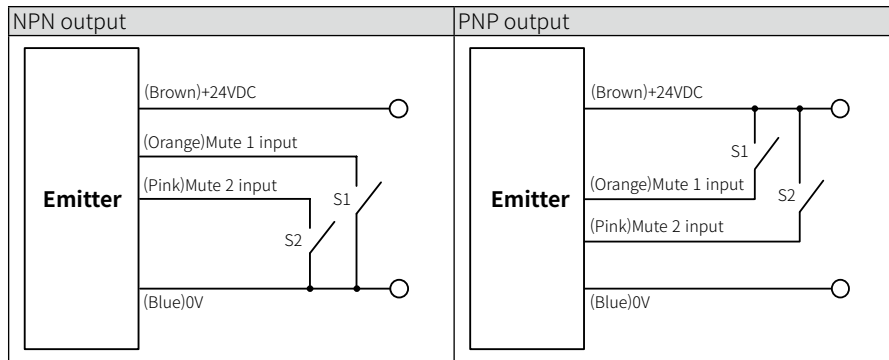 NPN output
PNP output
(Brown)+24VDC
(Orange)Mute 1 input
(Pink)Mute 2 input
S1
Emitter
S2
(Blue)0V
(Brown)+24VDC
S1
(Orange)Mute 1 input
S2
Emitter
(Pink)Mute 2 input
(Blue)0V